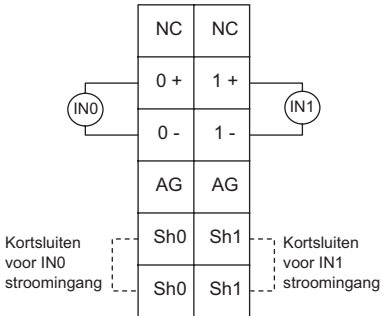 NC NC
0 + 1 +
IN0
IN1
0 - 1 -
AG AG
Sh0 Sh1
Kortsluiten
voor IN0
stroomingang
Kortsluiten
voor IN1
stroomingang
Sh0 Sh1